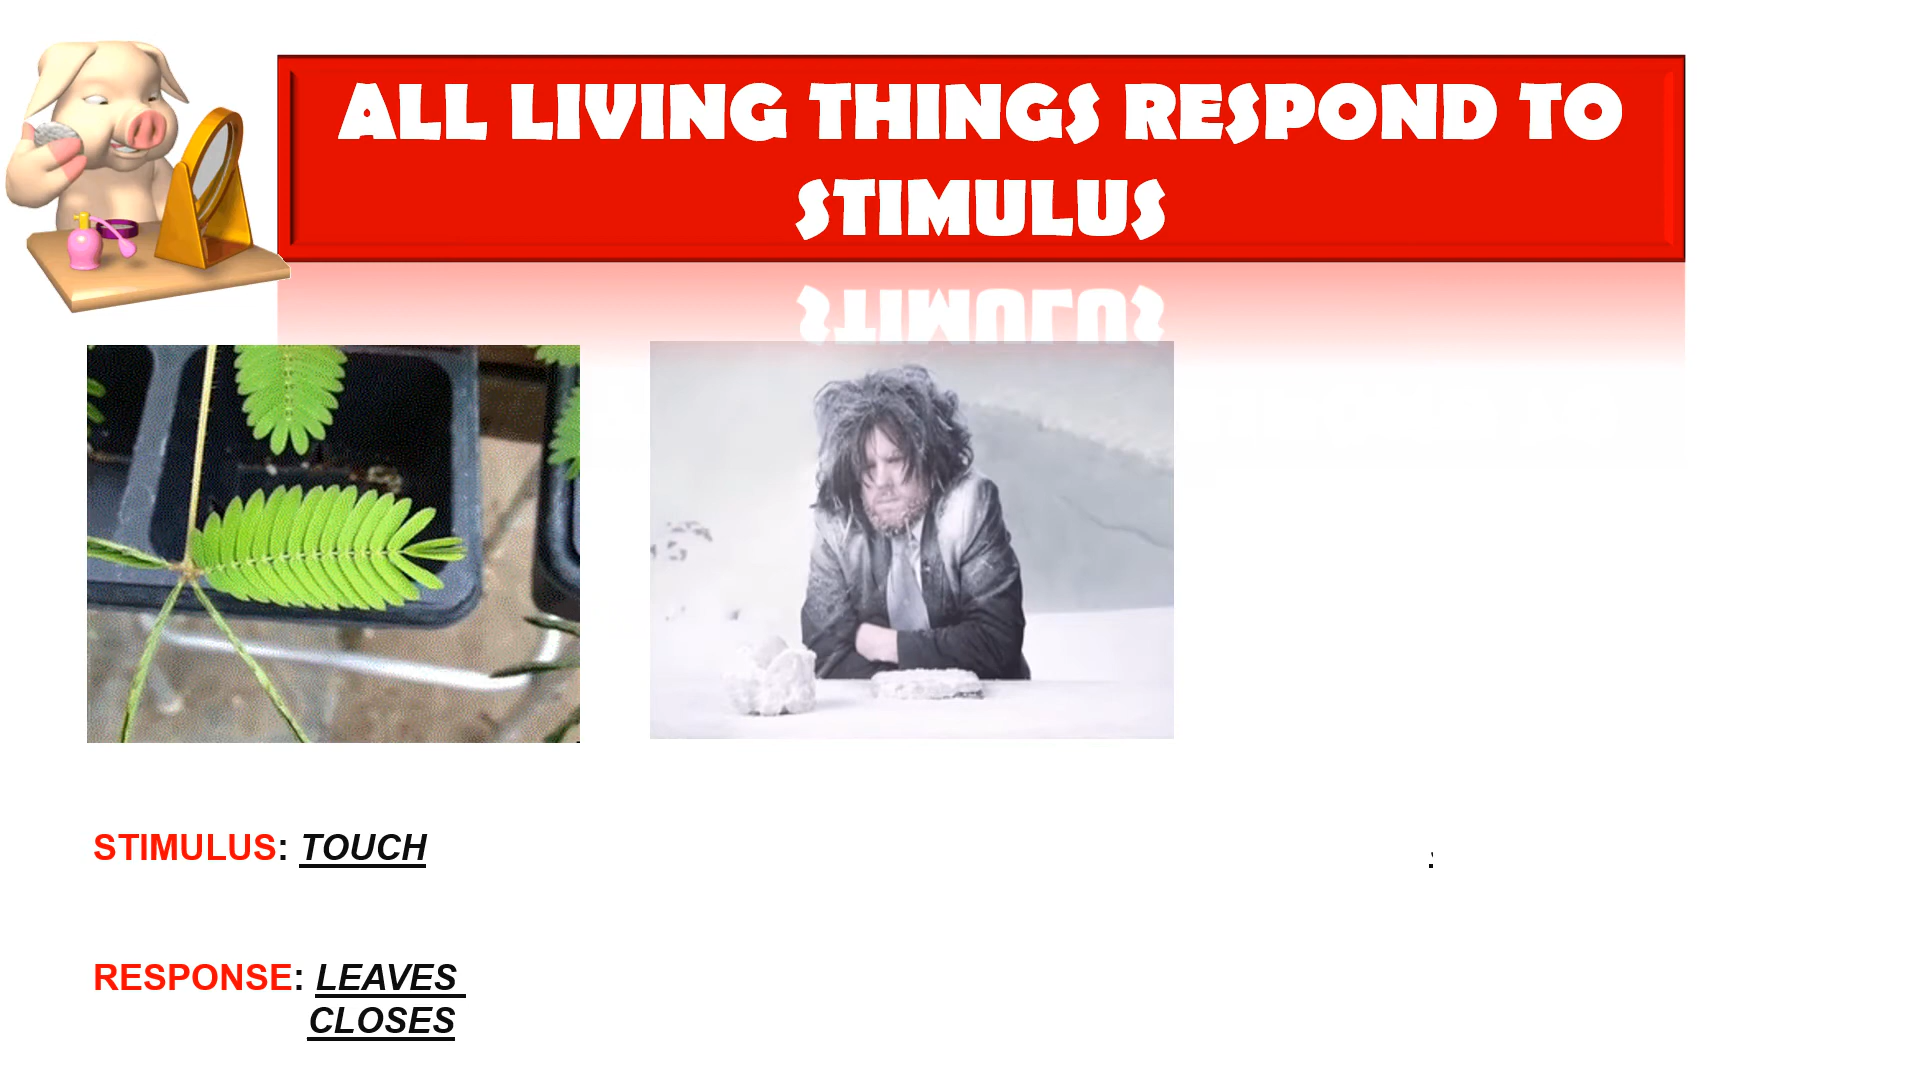 ALL LIVING THINGS RESPOND TO
STIMULUS
STIMULUS: TOUCH
RESPONSE: LEAVES
CLOSES